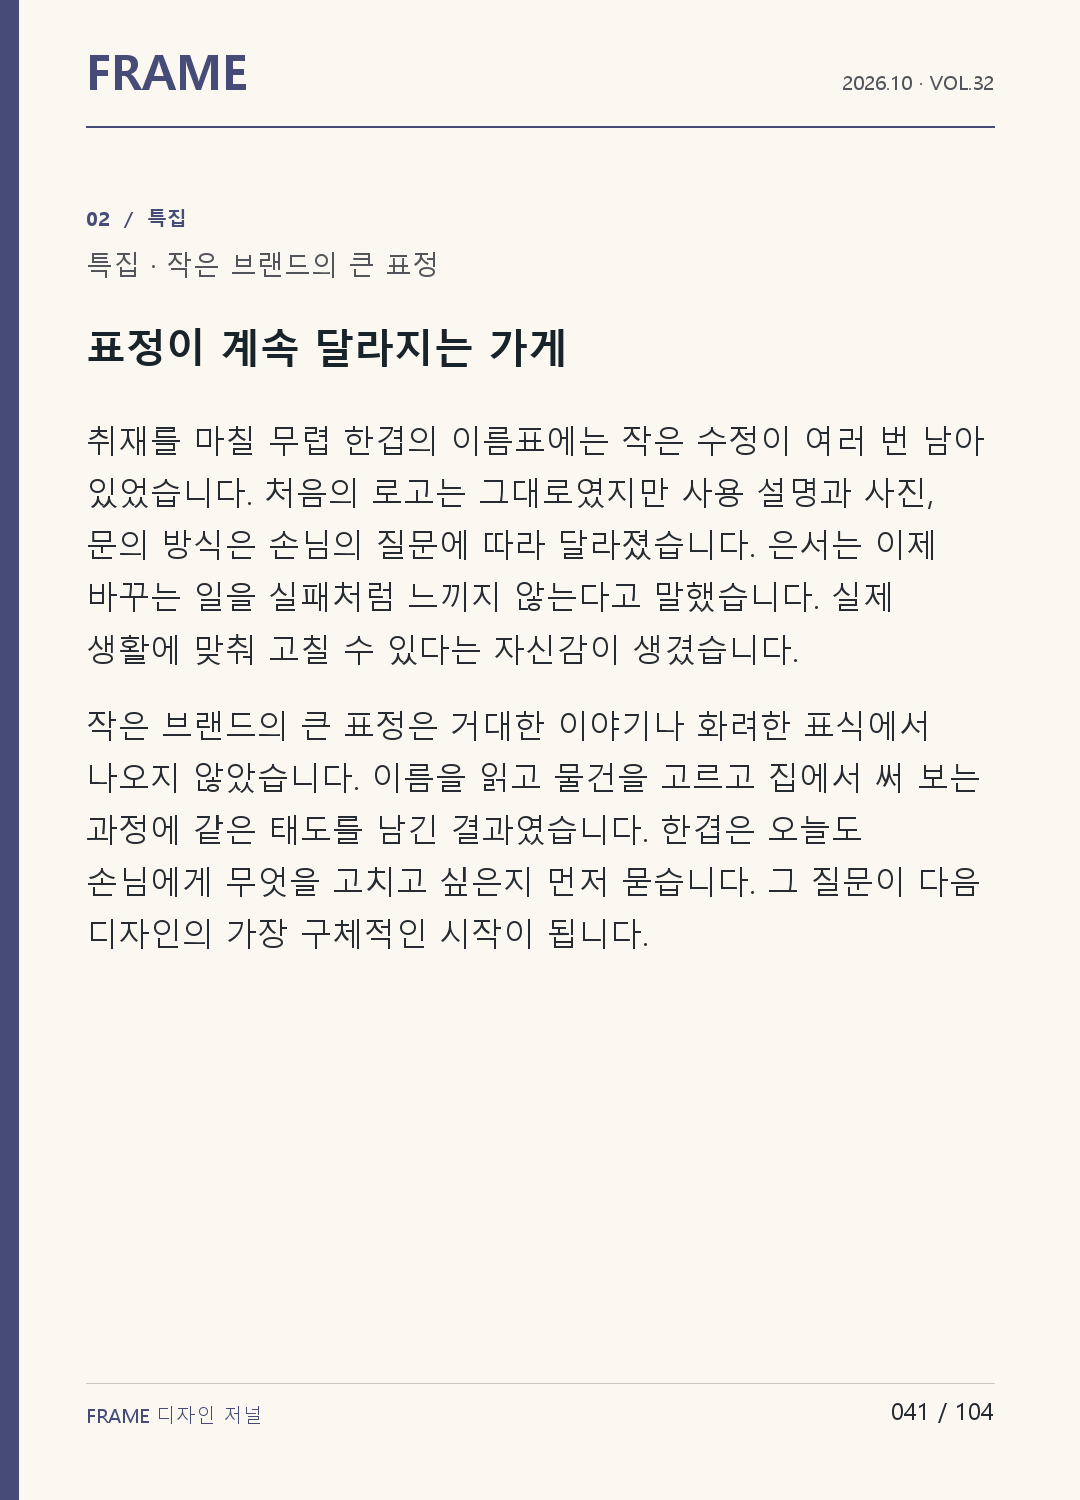 FRAME
2026.10 · VOL.32
02 / 특집
특집 · 작은 브랜드의 큰 표정
표정이 계속 달라지는 가게
취재를 마칠 무렵 한겹의 이름표에는 작은 수정이 여러 번 남아
있었습니다. 처음의 로고는 그대로였지만 사용 설명과 사진,
문의 방식은 손님의 질문에 따라 달라졌습니다. 은서는 이제
바꾸는 일을 실패처럼 느끼지 않는다고 말했습니다. 실제
생활에 맞춰 고칠 수 있다는 자신감이 생겼습니다.
작은 브랜드의 큰 표정은 거대한 이야기나 화려한 표식에서
나오지 않았습니다. 이름을 읽고 물건을 고르고 집에서 써 보는
과정에 같은 태도를 남긴 결과였습니다. 한겹은 오늘도
손님에게 무엇을 고치고 싶은지 먼저 묻습니다. 그 질문이 다음
디자인의 가장 구체적인 시작이 됩니다.
FRAME 디자인 저널
041 / 104